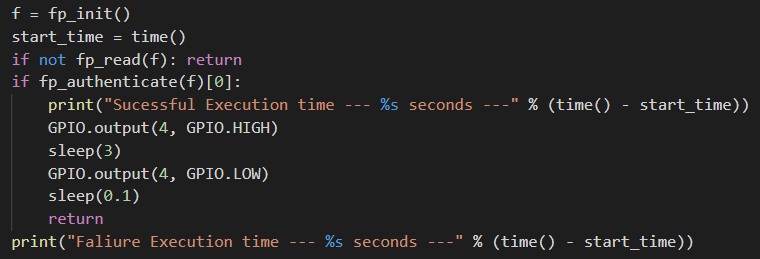 f = fp_init()
start_time = time()
if not fp_read(f): return
if fp_authenticate(f)[0]:
    print("Sucessful Execution time --- %s seconds ---" % (time() - start_time))
    GPIO.output(4, GPIO.HIGH)
    sleep(3)
    GPIO.output(4, GPIO.LOW)
    sleep(0.1)
    return
print("Faliure Execution time --- %s seconds ---" % (time() - start_time))